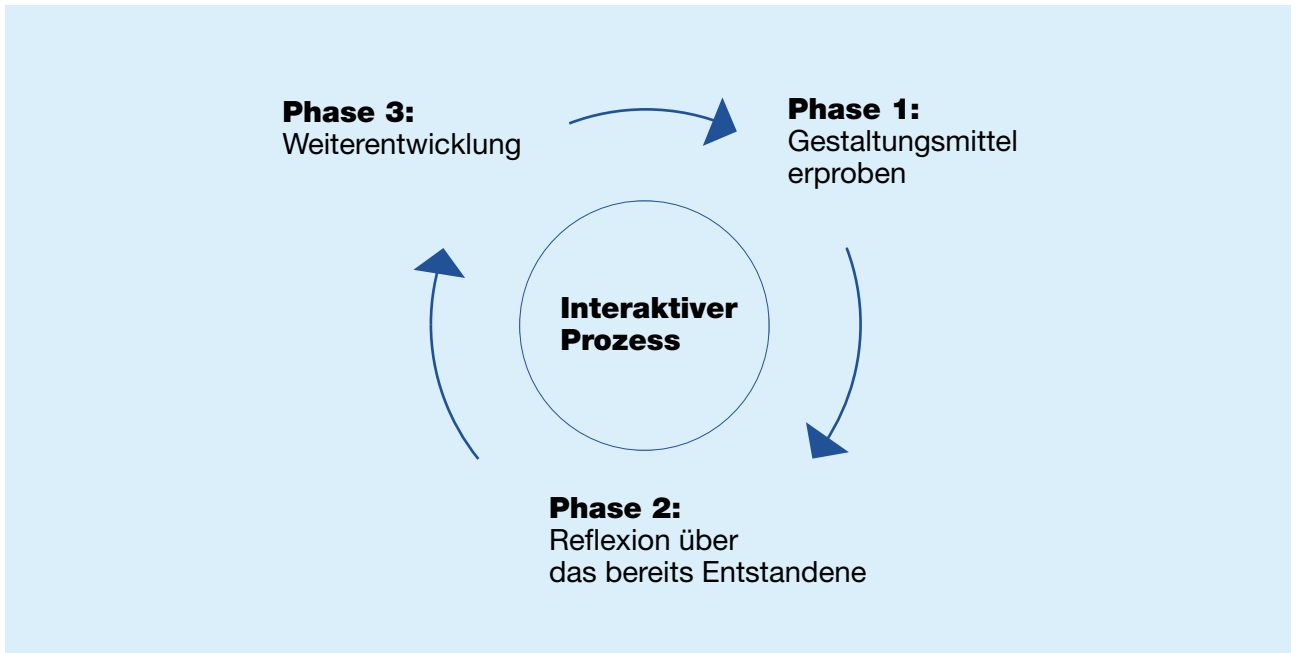 Phase 3:
Weiterentwicklung
Phase 1:
Gestaltungsmittel
erproben
Interaktiver
Prozess
Phase 2:
Reflexion über
das bereits Entstandene